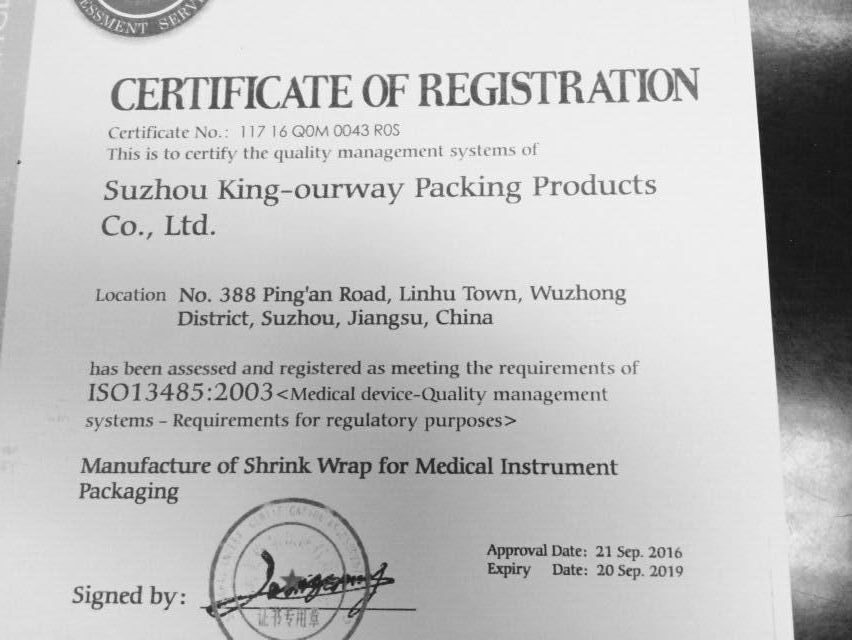 ESSMENT SERV
CERTIFICATE OF REGISTRATION
Certificate No.: 117 16 Q0M 0043 R0S
This is to certify the quality management systems of
Suzhou King-ourway Packing Products
Co., Ltd.
Location No. 388 Ping'an Road, Linhu Town, Wuzhong
District, Suzhou, Jiangsu, China
has been assessed and registered as meeting the requirements of
ISO13485:2003<Medical device-Quality management
systems - Requirements for regulatory purposes>
Manufacture of Shrink Wrap for Medical Instrument
Packaging
Approval Date: 21 Sep. 2016
Expiry Date: 20 Sep. 2019
Signed by:
证书专用章